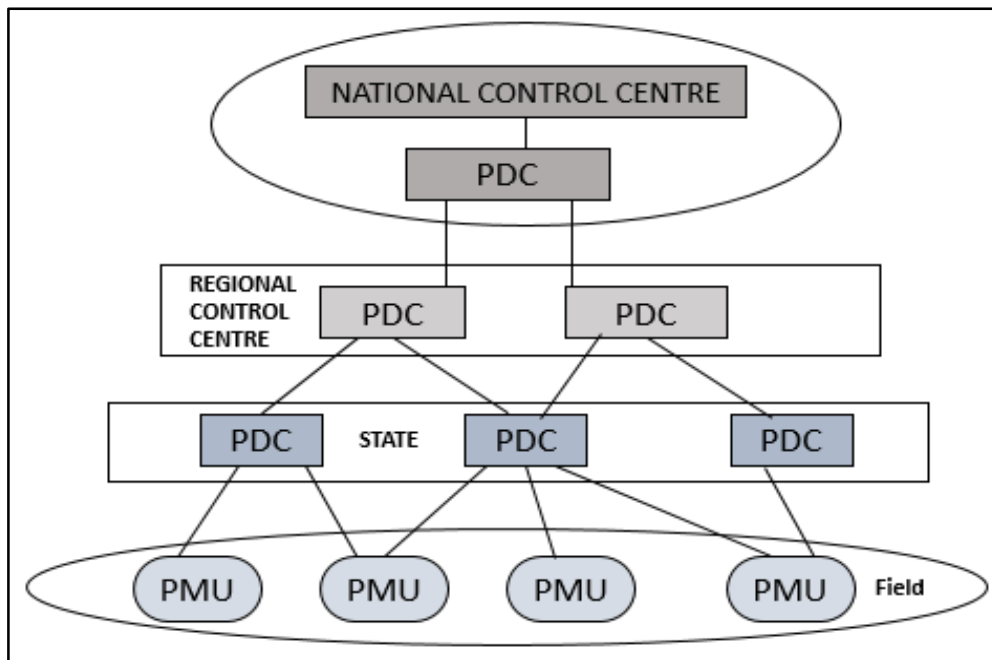 NATIONAL CONTROL CENTRE
PDC
REGIONAL
CONTROL
CENTRE
PDC
PDC
PDC
STATE
PDC
PDC
PMU
PMU
PMU
PMU
Field